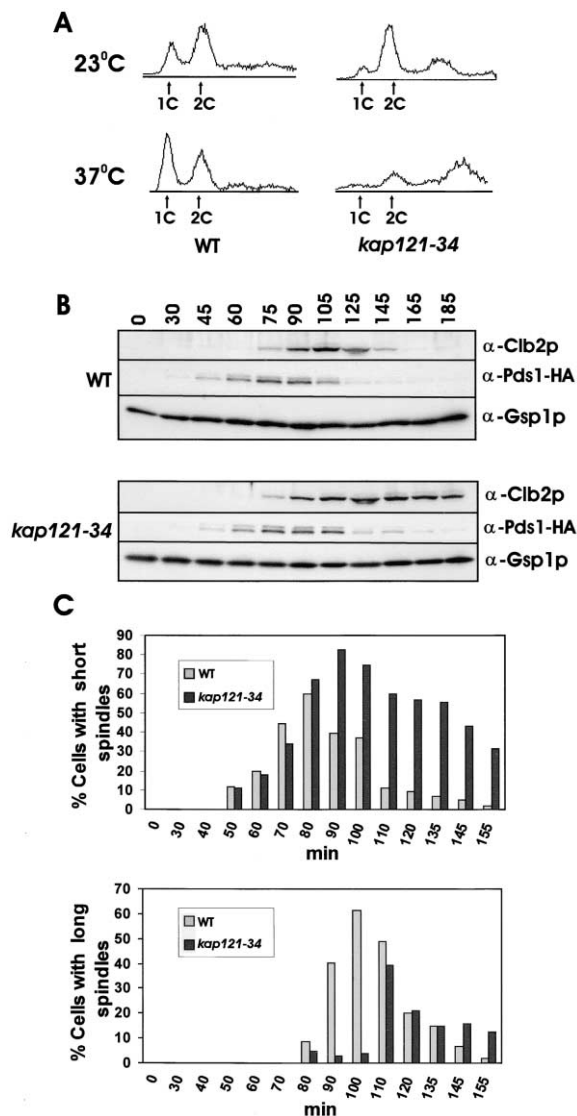 A
23⁰C
1C 2C
1C 2C
37⁰C
1C 2C
1C 2C
WT
kap121-34
B
0 30 45 60 75 90 105 125 145 165 185
WT
α-Clb2p
α-Pds1-HA
α-Gsp1p
kap121-34
α-Clb2p
α-Pds1-HA
α-Gsp1p
C
% Cells with short
spindles
90
80
70
60
50
40
30
20
10
0
WT
kap121-34
0 30 40 50 60 70 80 90 100 110 120 135 145 155
min
% Cells with long
spindles
70
60
50
40
30
20
10
0
WT
kap121-34
0 30 40 50 60 70 80 90 100 110 120 135 145 155
min